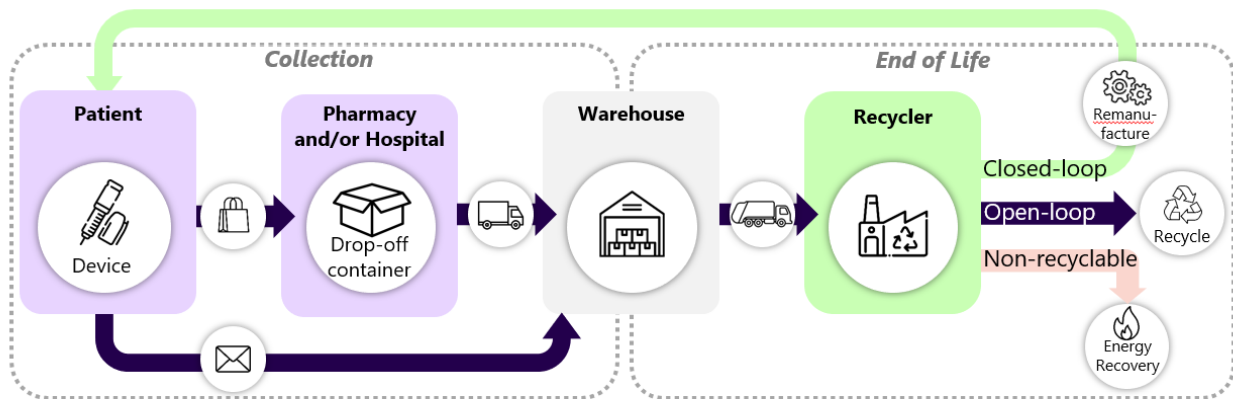 Collection
End of Life
Patient
Device
Pharmacy
and/or Hospital
Drop-off
container
Warehouse
Recycler
Closed-loop
Open-loop
Non-recyclable
Remanu-
facture
Recycle
Energy
Recovery